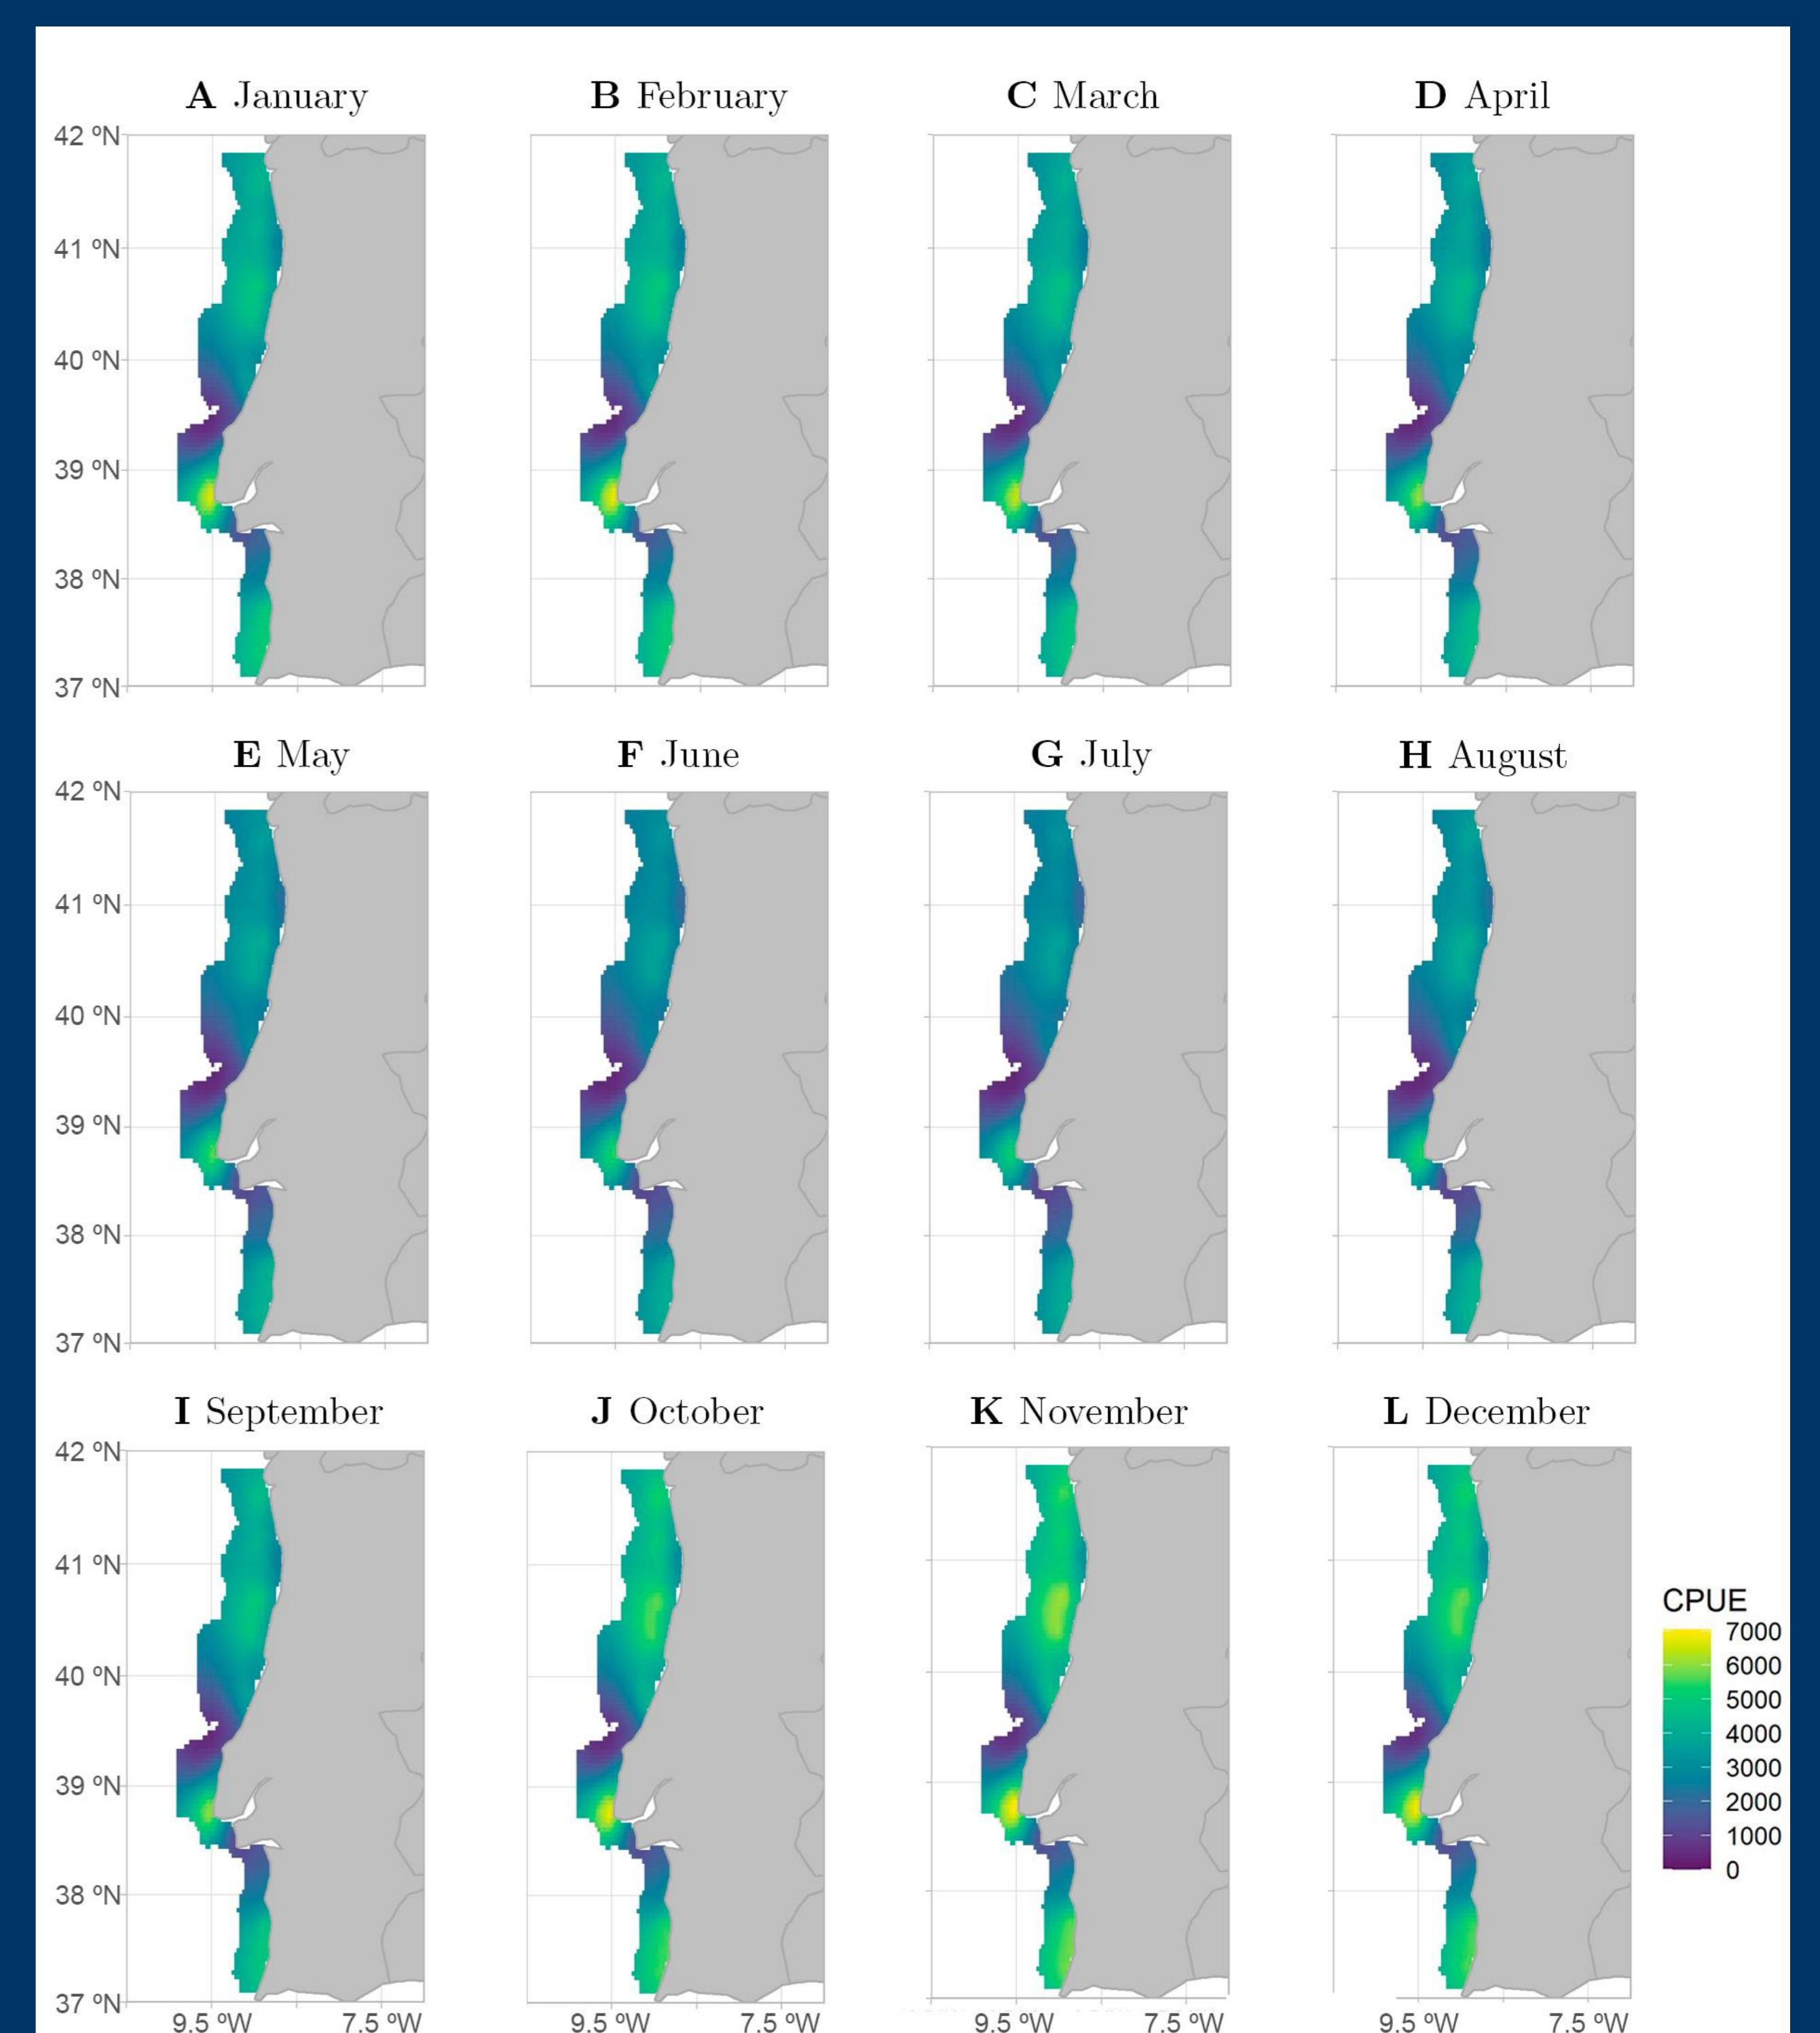 A January B February C March D April
42 ºN
41 ºN
40 ºN
39 ºN
38 ºN
37 ºN
E May F June G July H August
42 ºN
41 ºN
40 ºN
39 ºN
38 ºN
37 ºN
I September J October K November L December
42 ºN
41 ºN
40 ºN
39 ºN
38 ºN
37 ºN
CPUE
7000
6000
5000
4000
3000
2000
1000
0
9.5 ºW 7.5 ºW 9.5 ºW 7.5 ºW 9.5 ºW 7.5 ºW 9.5 ºW 7.5 ºW